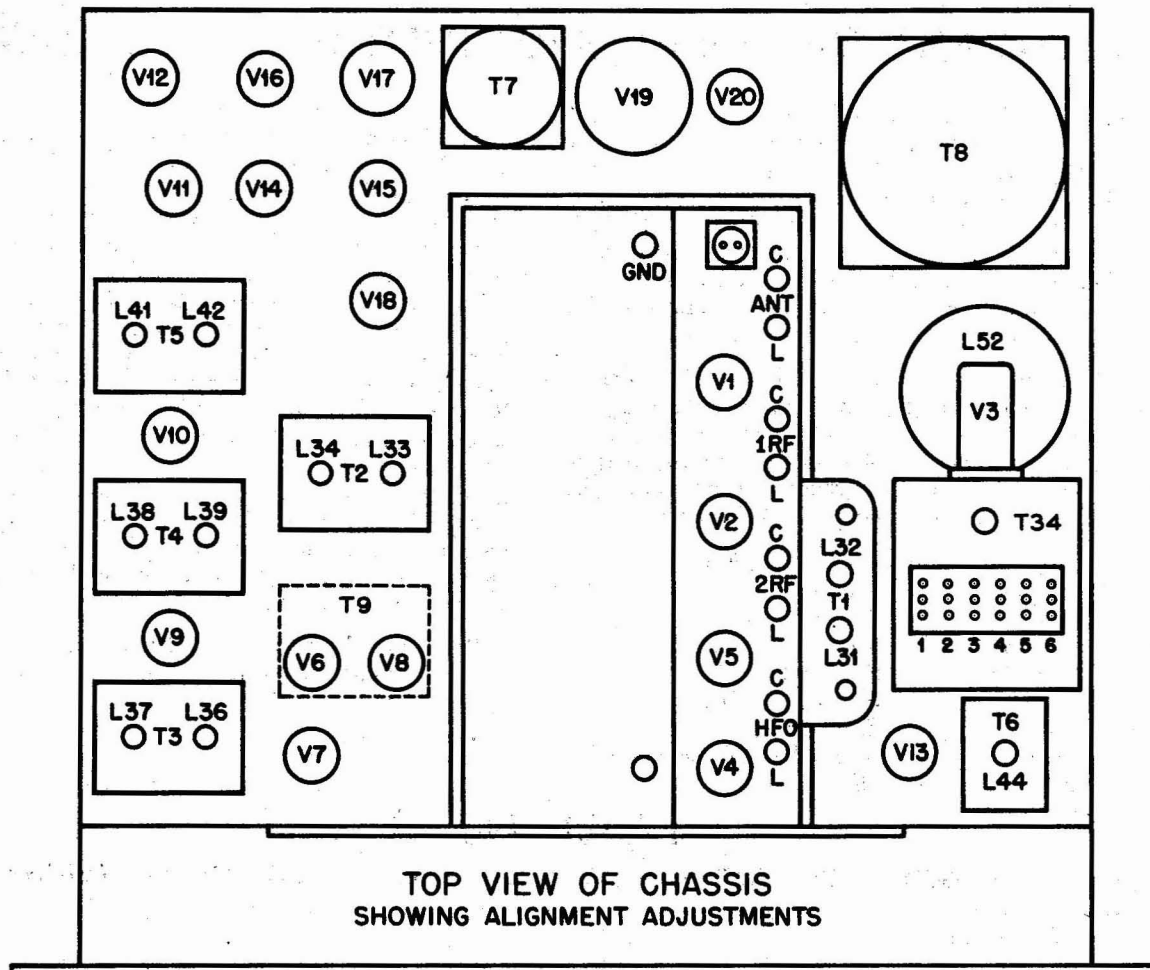 V12 V16 V17 T7 V19 V20 T8
V11 V14 V15
GND
C
ANT
L
V18
L41 L42
T5
L52
V3
V1
C
1RF
L
V10
L34 L33
T2
L38 L39
T4
V2
C
2RF
L
L32
T1
L31
T34
1 2 3 4 5 6
T9
V6 V8
V9
V5
C
HFO
L
L37 L36
T3
V7
V4
V13
T6
L44
TOP VIEW OF CHASSIS
SHOWING ALIGNMENT ADJUSTMENTS